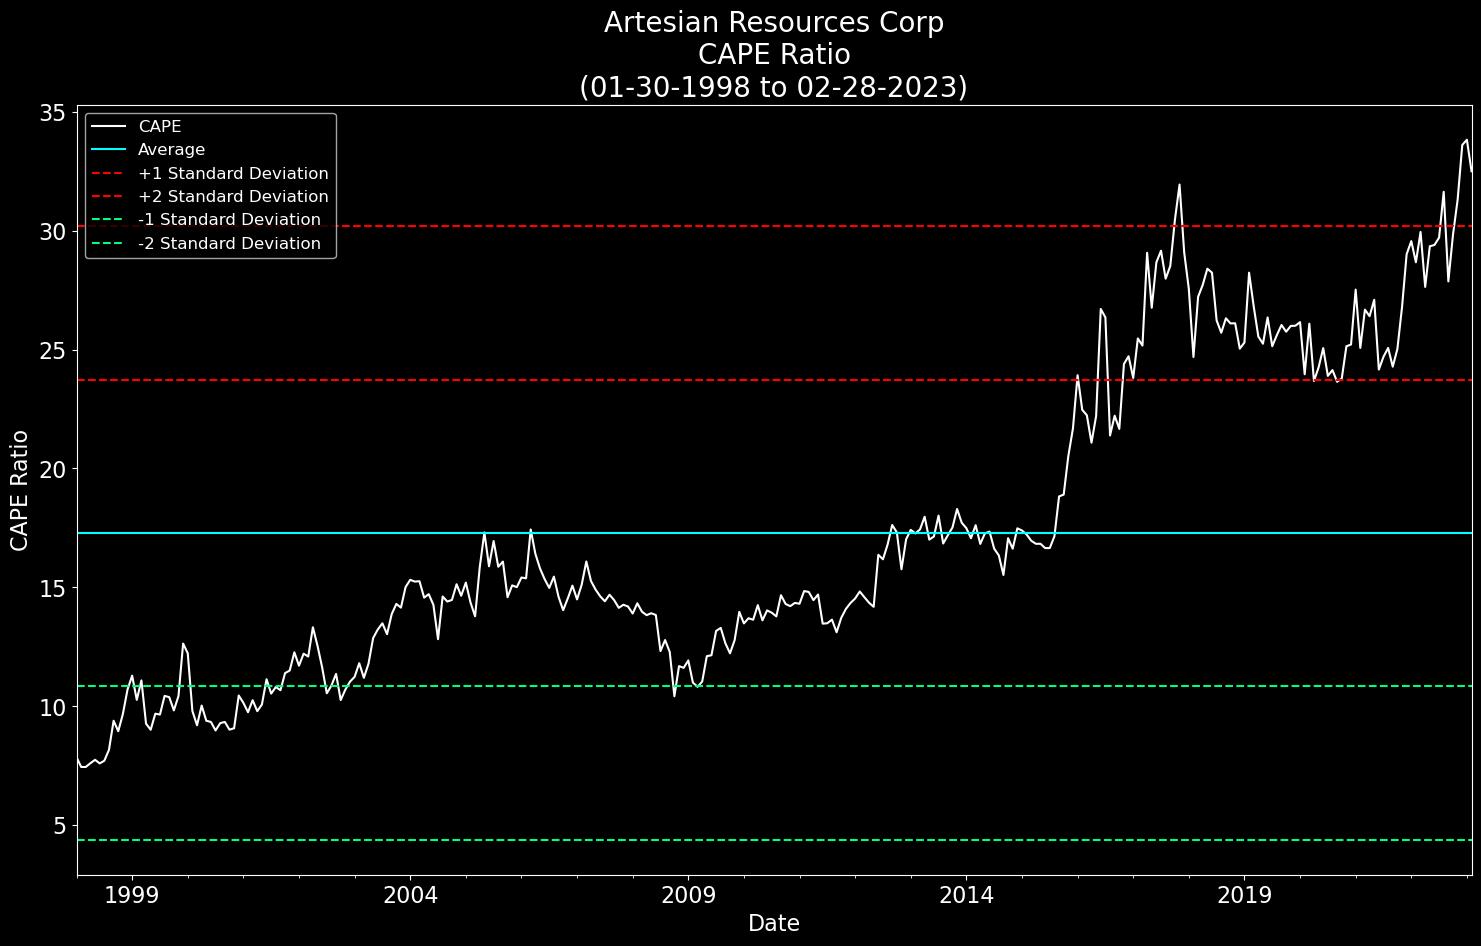 Artesian Resources Corp
CAPE Ratio
(01-30-1998 to 02-28-2023)
CAPE
Average
+1 Standard Deviation
+2 Standard Deviation
-1 Standard Deviation
-2 Standard Deviation
35
30
25
20
15
10
5
CAPE Ratio
1999
2004
2009
2014
2019
Date